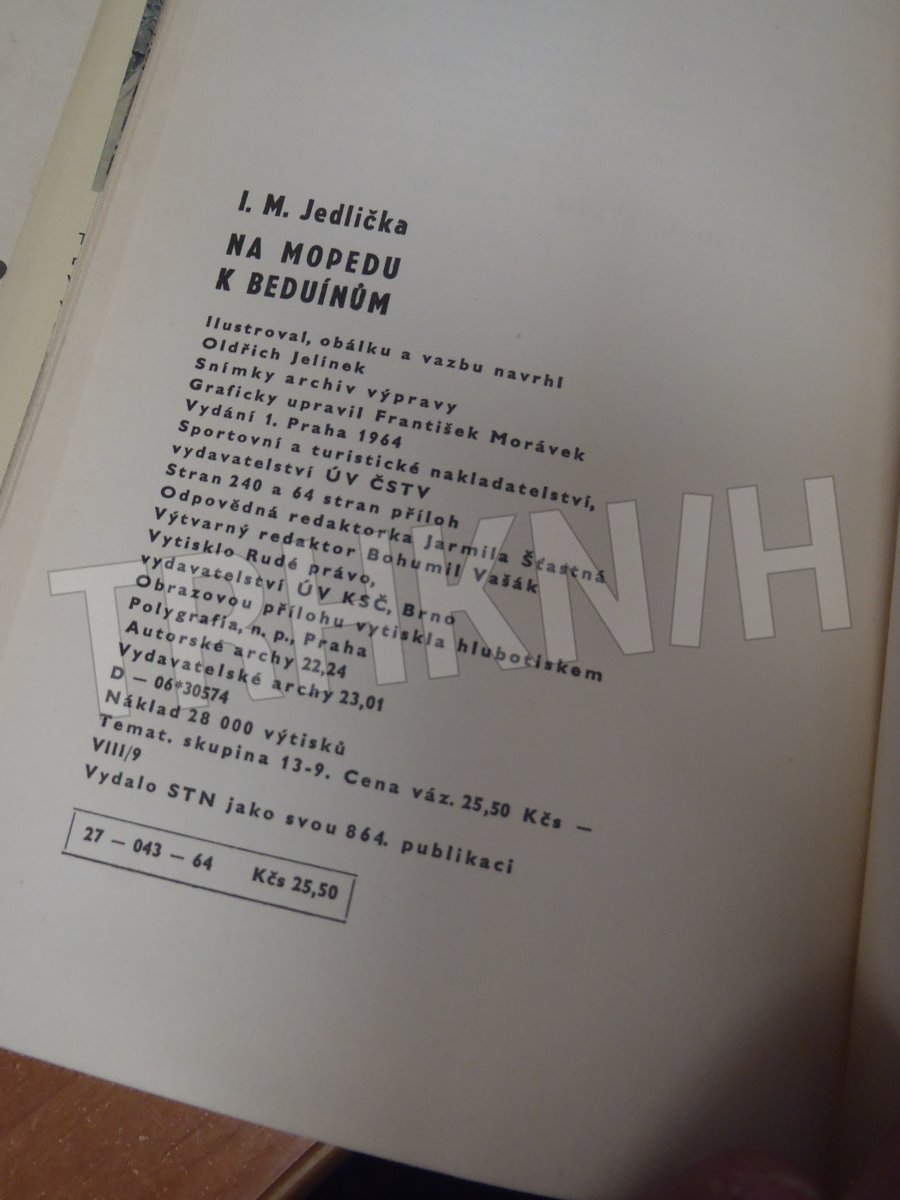 I. M. Jedlička
NA MOPEDU
K BEDUÍNŮM
Ilustroval, obálku a vazbu navrhl
Oldřich Jelínek
Snímky archiv výpravy
Graficky upravil František Morávek
Vydání 1. Praha 1964
Sportovní a turistické nakladatelství,
vydavatelství ÚV ČSTV
Stran 240 a 64 stran příloh
Odpovědná redaktorka Jarmila Šťastná
Výtvarný redaktor Bohumil Vašák
Vytisklo Rudé právo,
vydavatelství ÚV KSČ, Brno
Obrazovou přílohu vytiskla hlubotiskem
Polygrafia, n. p., Praha
Autorské archy 22,24
Vydavatelské archy 23,01
D — 06*30574
Náklad 28 000 výtisků
Temat. skupina 13-9. Cena váz. 25,50 Kčs —
VIII/9
Vydalo STN jako svou 864. publikaci
27 — 043 — 64 Kčs 25,50
TRHKNIH